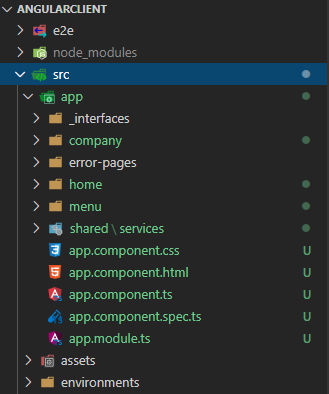 ANGULARCLIENT
e2e
node_modules
src
app
_interfaces
company
error-pages
home
menu
shared \ services
app.component.css U
app.component.html U
app.component.ts U
app.component.spec.ts U
app.module.ts U
assets
environments